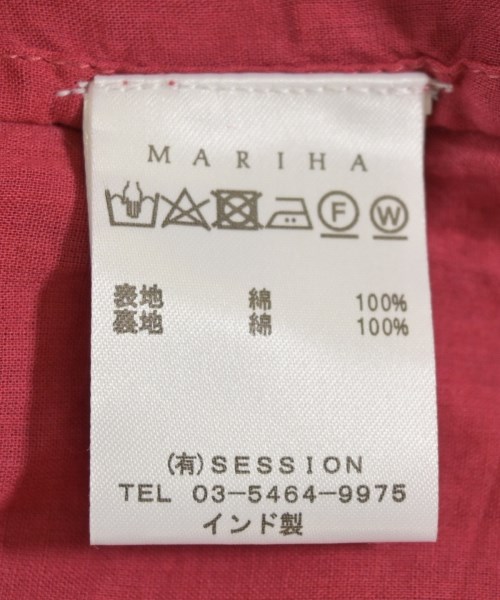 MARIHA
F W
表地 綿 100%
裏地 綿 100%
(有)SESSION
TEL 03-5464-9975
インド製